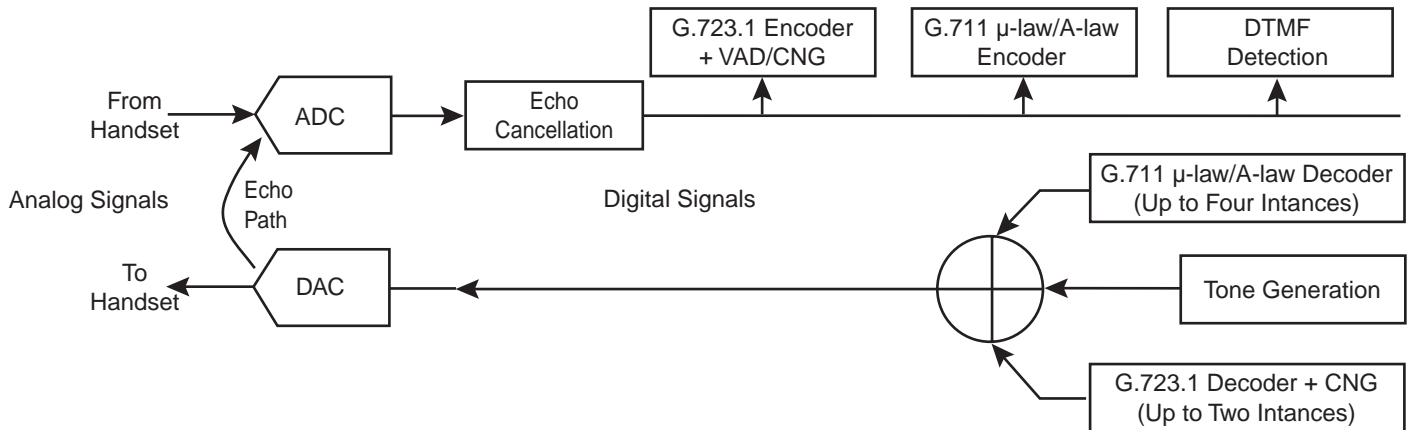 G.723.1 Encoder
+ VAD/CNG
G.711 μ-law/A-law
Encoder
DTMF
Detection
From
Handset
ADC
Echo
Cancellation
Analog Signals
Echo
Path
Digital Signals
G.711 μ-law/A-law Decoder
(Up to Four Intances)
To
Handset
DAC
Tone Generation
G.723.1 Decoder + CNG
(Up to Two Intances)